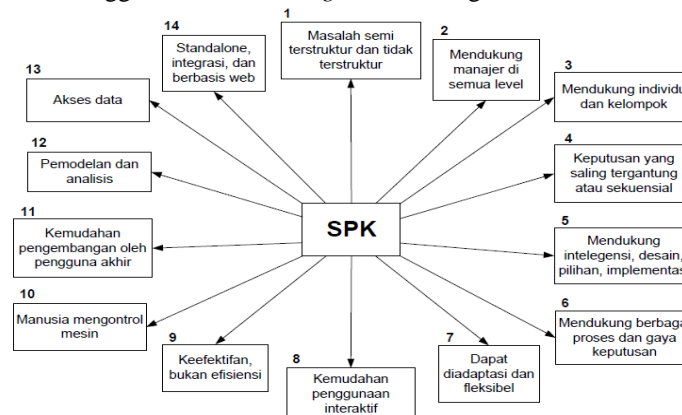 1
Masalah semi
terstruktur dan tidak
terstruktur
2
Mendukung
manajer di
semua level
3
Mendukung individu
dan kelompok
4
Keputusan yang
saling tergantung
atau sekuensial
5
Mendukung
intelegensi, desain,
pilihan, implementas
6
Mendukung berbaga
proses dan gaya
keputusan
7
Dapat
diadaptasi dan
fleksibel
8
Kemudahan
penggunaan
interaktif
9
Keefektifan,
bukan efisiensi
10
Manusia mengontrol
mesin
11
Kemudahan
pengembangan oleh
pengguna akhir
12
Pemodelan dan
analisis
13
Akses data
14
Standalone,
integrasi, dan
berbasis web
SPK